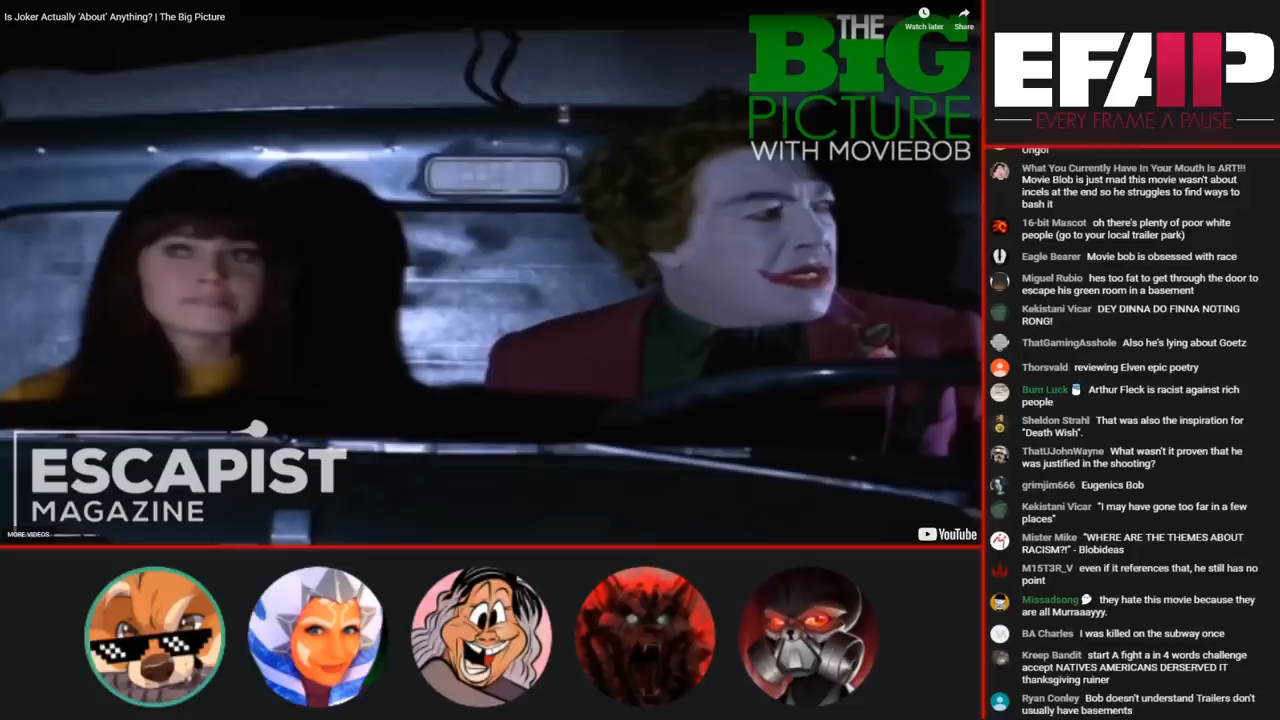 Is Joker Actually 'About' Anything? | The Big Picture
Watch later
Share
THE
BiG
PICTURE
WITH MOVIEBOB
EFAP
EVERY FRAME A PAUSE
ESCAPIST
MAGAZINE
MORE VIDEOS
YouTube
Ungol
What You Currently Have In Your Mouth Is ART!!!
Movie Blob is just mad this movie wasn't about
incels at the end so he struggles to find ways to
bash it
16-bit Mascot oh there's plenty of poor white
people (go to your local trailer park)
Eagle Bearer Movie bob is obsessed with race
Miguel Rubio hes too fat to get through the door to
escape his green room in a basement
Kekistani Vicar DEY DINNA DO FINNA NOTING
RONG!
ThatGamingAsshole Also he's lying about Goetz
Thorsvald reviewing Elven epic poetry
Bum Luck Arthur Fleck is racist against rich
people
Sheldon Strahl That was also the inspiration for
"Death Wish".
ThatUJohnWayne What wasn't it proven that he
was justified in the shooting?
grimjim666 Eugenics Bob
Kekistani Vicar "I may have gone too far in a few
places"
Mister Mike "WHERE ARE THE THEMES ABOUT
RACISM?!" - Blobideas
M15T3R_V even if it references that, he still has no
point
Missadsong they hate this movie because they
are all Murraaayyy.
BA Charles I was killed on the subway once
Kreep Bandit start A fight a in 4 words challenge
accept NATIVES AMERICANS DERSERVED IT
thanksgiving ruiner
Ryan Conley Bob doesn't understand Trailers don't
usually have basements